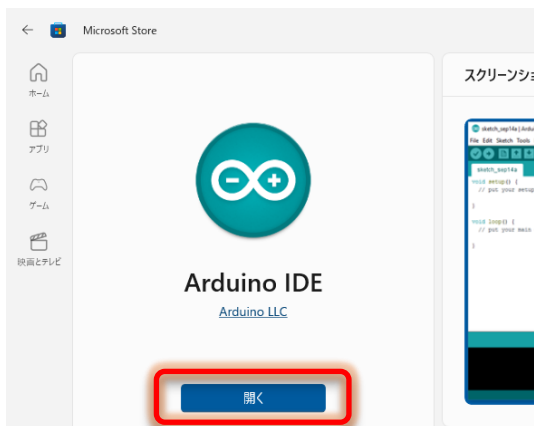 Microsoft Store
ホーム
アプリ
ゲーム
映画とテレビ
Arduino IDE
Arduino LLC
開く
スクリーンショ
sketch_sep14a | Ardu
File Edit Sketch Tools
sketch_sep14a
void setup() {
// put your setup
}
void loop() {
// put your main
}